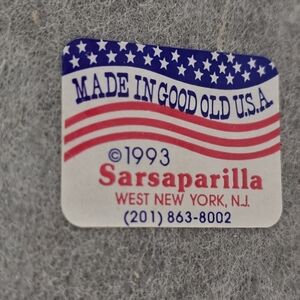 MADE IN GOOD OLD U.S.A.
©1993
Sarsaparilla
WEST NEW YORK, N.J.
(201) 863-8002